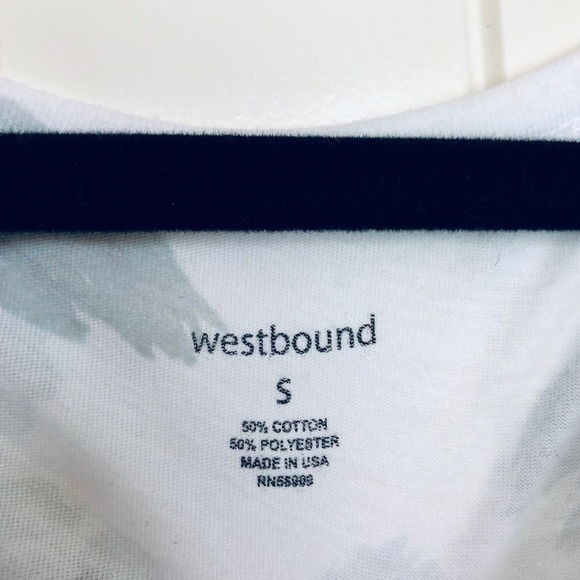 westbound
S
50% COTTON
50% POLYESTER
MADE IN USA